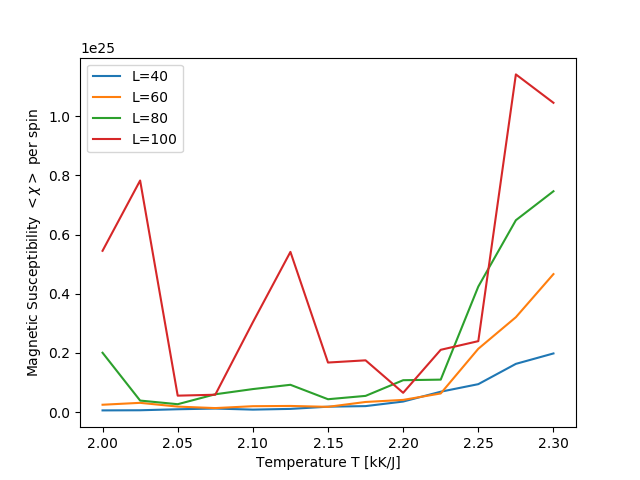 1e25
L=40
L=60
L=80
L=100
1.0
0.8
0.6
0.4
0.2
0.0
Magnetic Susceptibility <χ> per spin
2.00 2.05 2.10 2.15 2.20 2.25 2.30
Temperature T [kK/J]